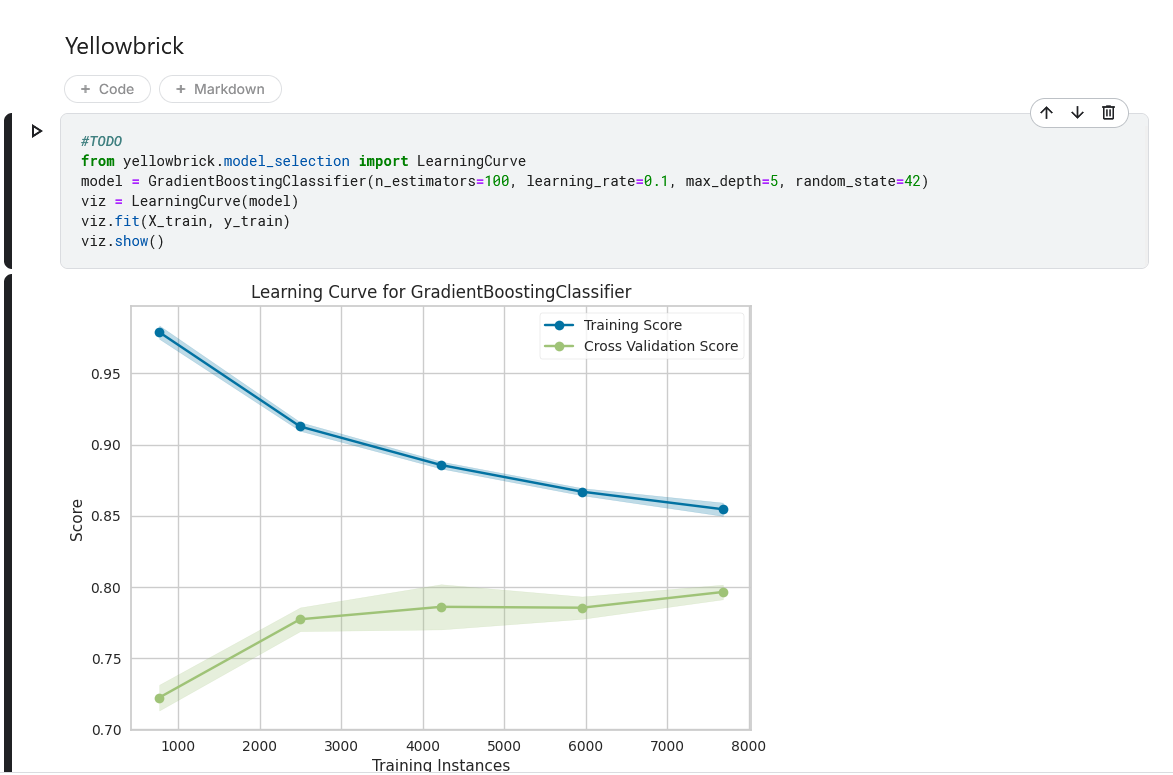 Yellowbrick
+ Code + Markdown
#TODO
from yellowbrick.model_selection import LearningCurve
model = GradientBoostingClassifier(n_estimators=100, learning_rate=0.1, max_depth=5, random_state=42)
viz = LearningCurve(model)
viz.fit(X_train, y_train)
viz.show()
Learning Curve for GradientBoostingClassifier
Training Score
Cross Validation Score
0.95
0.90
0.85
0.80
0.75
0.70
Score
1000 2000 3000 4000 5000 6000 7000 8000
Training Instances